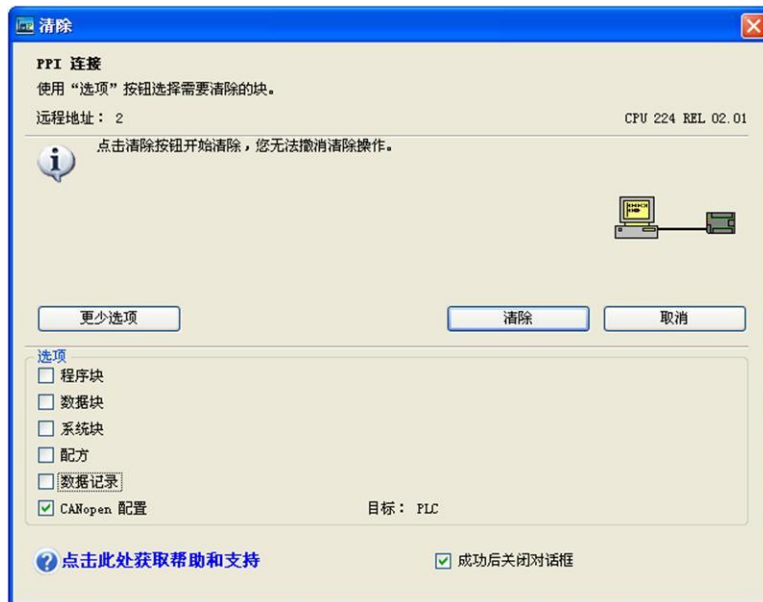 清除
PPI 连接
使用“选项”按钮选择需要清除的块。
远程地址： 2
CPU 224 REL 02.01
点击清除按钮开始清除，您无法撤消清除操作。
更少选项
清除
取消
选项
程序块
数据块
系统块
配方
数据记录
CANopen 配置
目标： PLC
点击此处获取帮助和支持
成功后关闭对话框